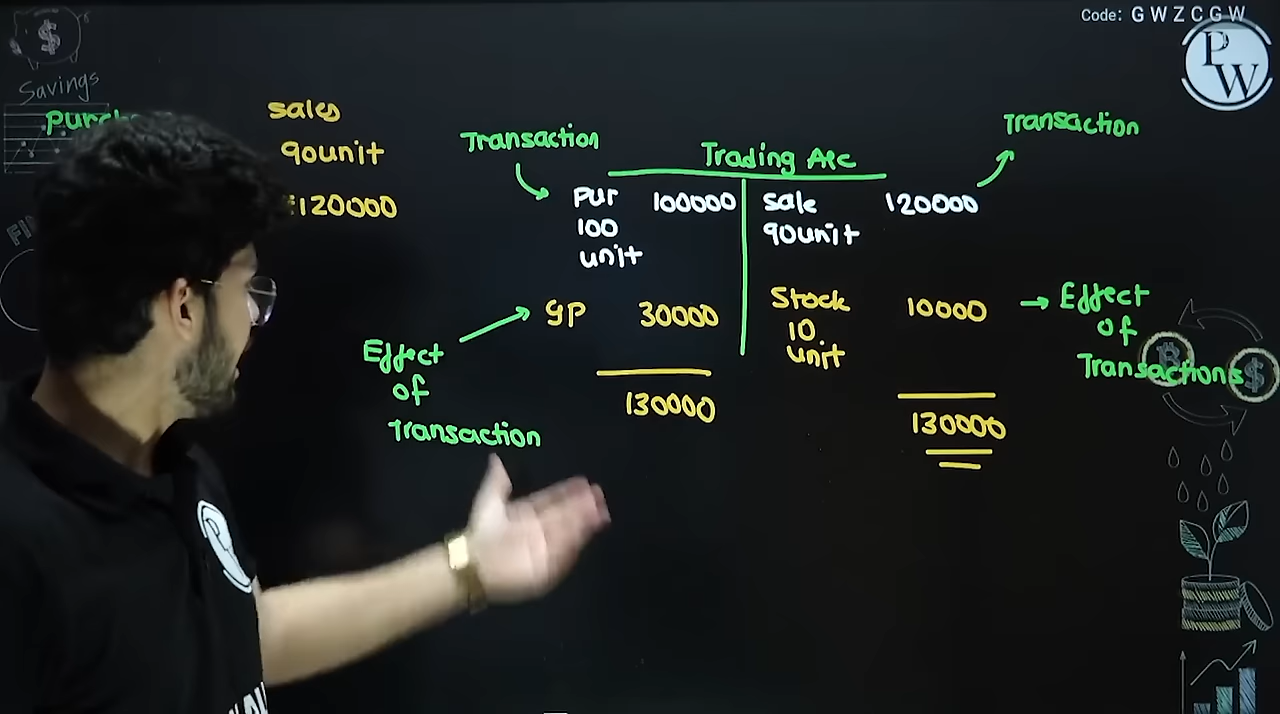 Code: G W Z C G W
PW
Savings
sales
90unit
120000
Transaction
Trading A/c
Transaction
Pur 100000
100
unit
sale 120000
90unit
GP 30000
Stock 10000
10
unit
Effect
of
Transactions
Effect
of
Transaction
130000
130000